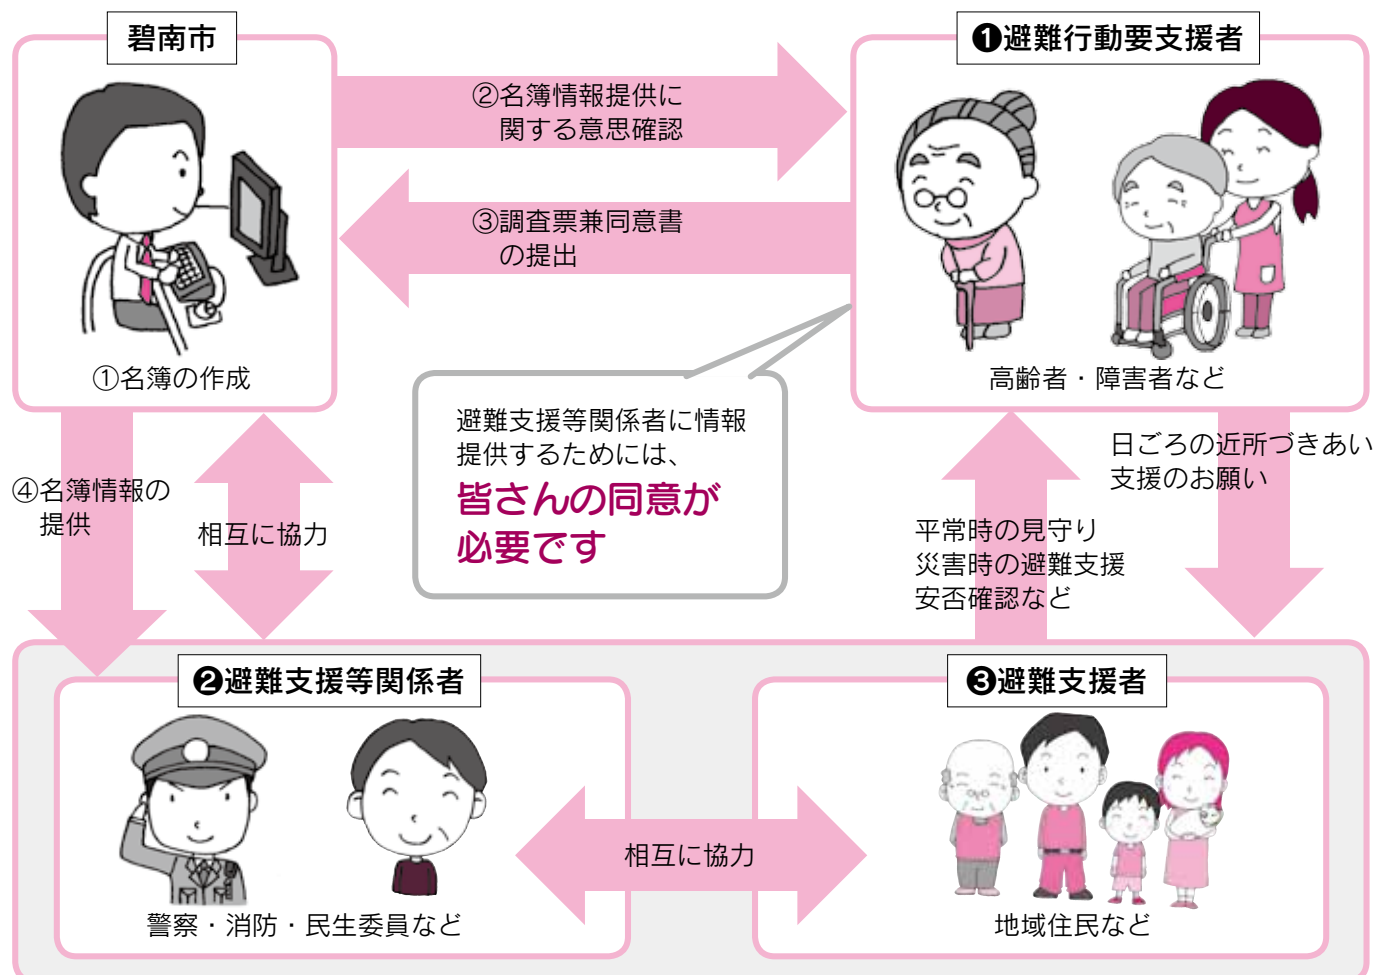 碧南市
❶避難行動要支援者
②名簿情報提供に
関する意思確認
③調査票兼同意書
の提出
①名簿の作成
高齢者・障害者など
避難支援等関係者に情報
提供するためには、
皆さんの同意が
必要です
④名簿情報の
提供
相互に協力
日ごろの近所づきあい
支援のお願い
平常時の見守り
災害時の避難支援
安否確認など
❷避難支援等関係者
❸避難支援者
相互に協力
警察・消防・民生委員など
地域住民など